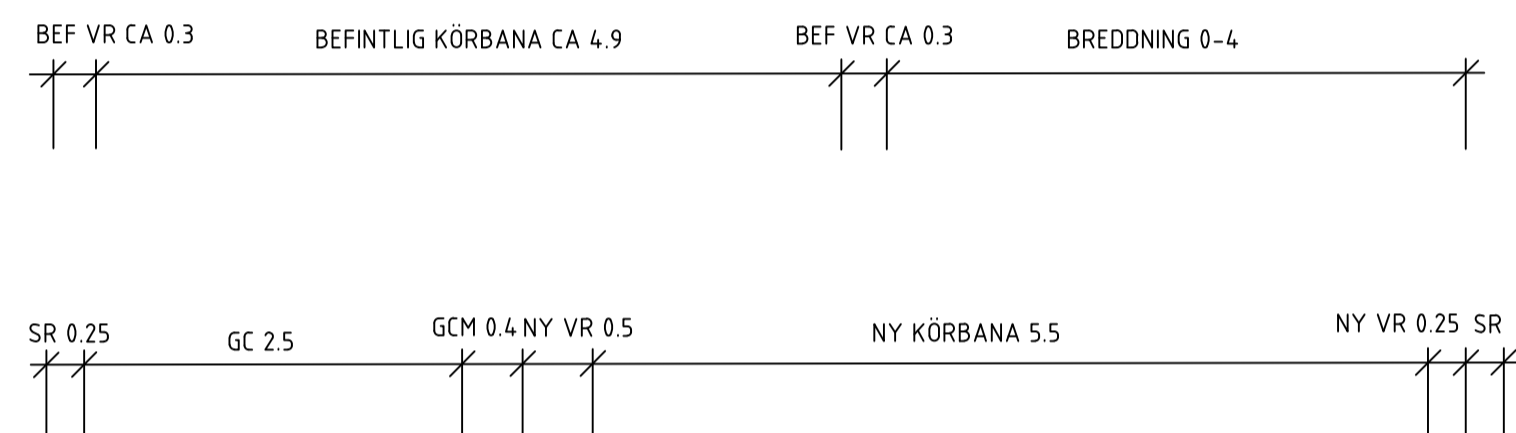 BEF VR CA 0.3 BEFINTLIG KÖRBANA CA 4.9 BEF VR CA 0.3 BREDDNING 0-4
SR 0.25 GC 2.5 GCM 0.4 NY VR 0.5 NY KÖRBANA 5.5 NY VR 0.25 SR